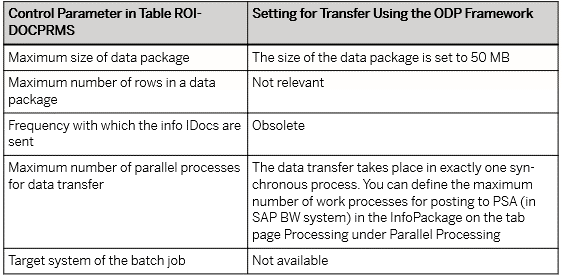 Control Parameter in Table ROI-
DOCPRMS
Setting for Transfer Using the ODP Framework
Maximum size of data package
The size of the data package is set to 50 MB
Maximum number of rows in a data
package
Not relevant
Frequency with which the info IDocs are
sent
Obsolete
Maximum number of parallel processes
for data transfer
The data transfer takes place in exactly one syn-
chronous process. You can define the maximum
number of work processes for posting to PSA (in
SAP BW system) in the InfoPackage on the tab
page Processing under Parallel Processing
Target system of the batch job
Not available